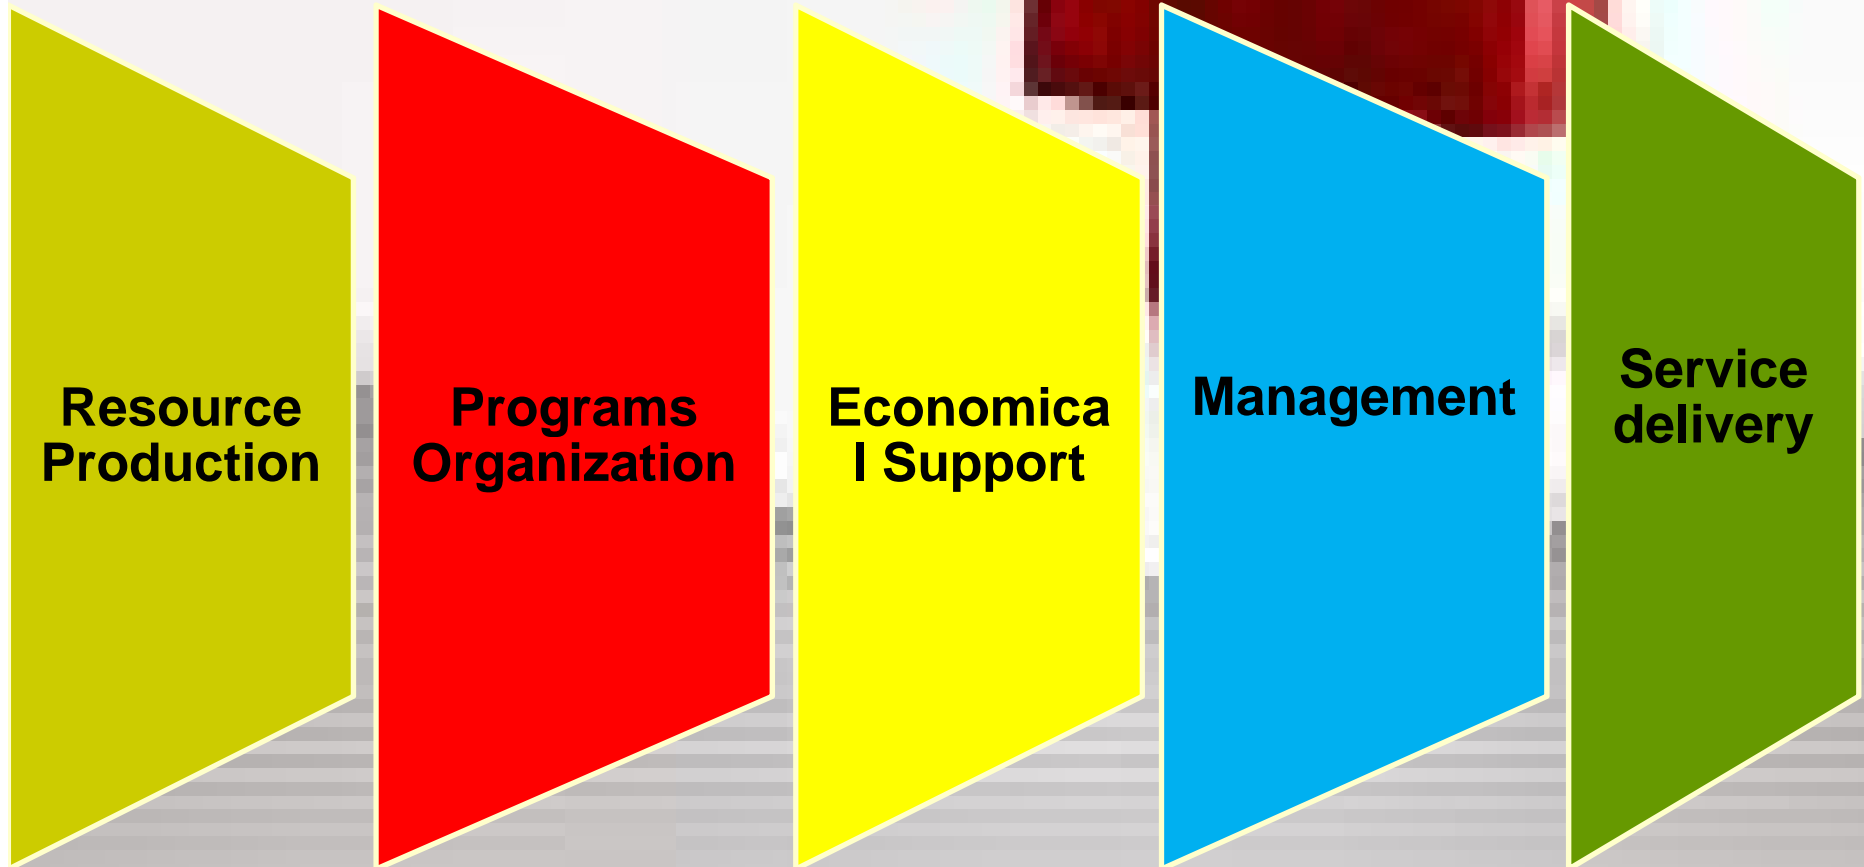 Resource
Production
Programs
Organization
Economica
l Support
Management
Service
delivery